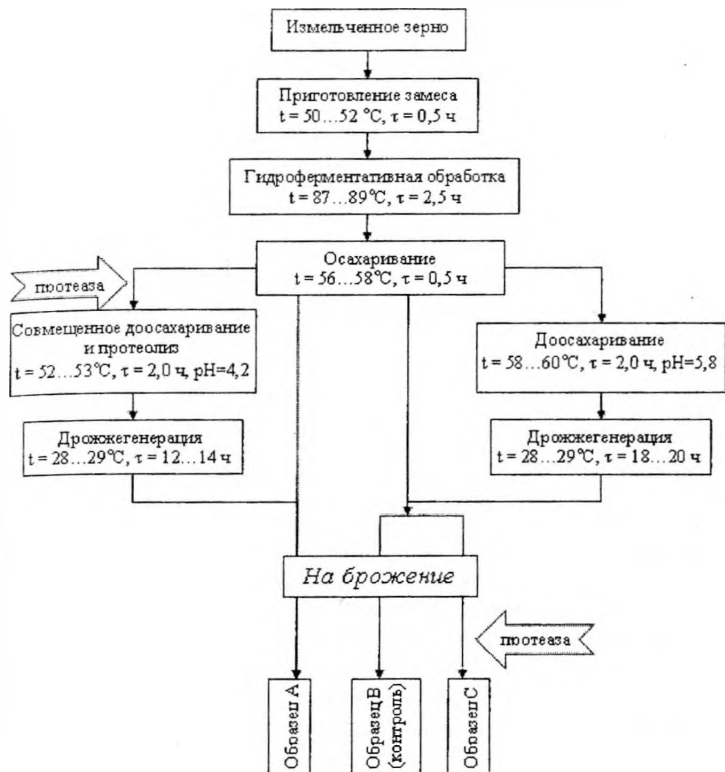 Измельченное зерно
Приготовление замеса
t = 50...52 °C, τ = 0,5 ч
Гидроферментативная обработка
t = 87...89°C, τ = 2,5 ч
Осахаривание
t = 56...58°C, τ = 0,5 ч
протеаза
Совмещенное доосахаривание
и протеолиз
t = 52...53°C, τ = 2,0 ч, pH=4,2
Доосахаривание
t = 58...60°C, τ = 2,0 ч, pH=5,8
Дрожжегенерация
t = 28...29°C, τ = 12...14 ч
Дрожжегенерация
t = 28...29°C, τ = 18...20 ч
На брожение
протеаза
Образец А
Образец В
(контроль)
Образец С